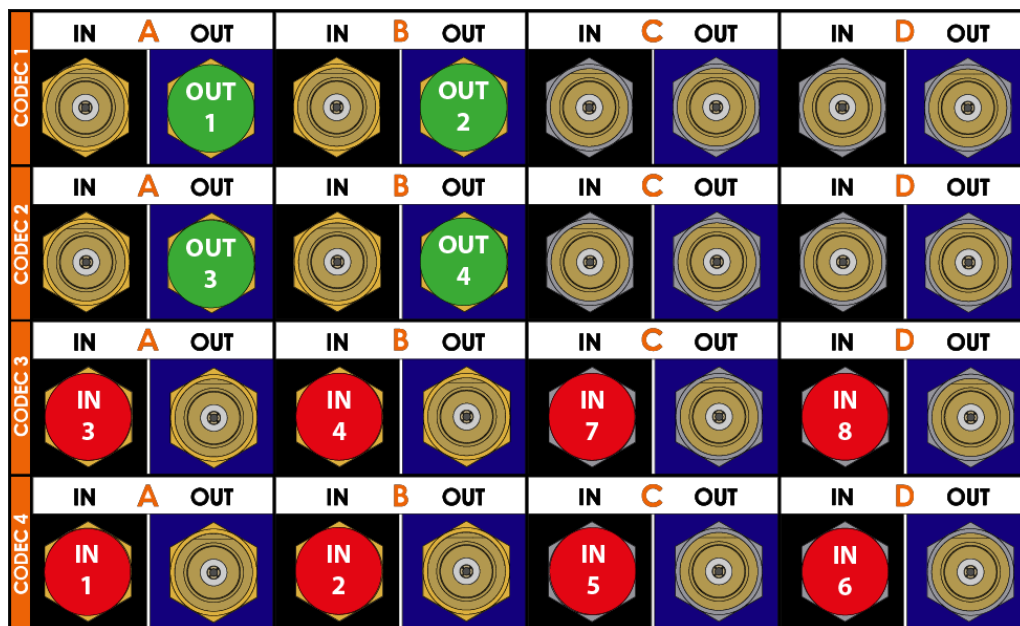 CODEC 1
IN A OUT IN B OUT IN C OUT IN D OUT
OUT
1
OUT
2
CODEC 2
IN A OUT IN B OUT IN C OUT IN D OUT
OUT
3
OUT
4
CODEC 3
IN A OUT IN B OUT IN C OUT IN D OUT
IN
3
IN
4
IN
7
IN
8
CODEC 4
IN A OUT IN B OUT IN C OUT IN D OUT
IN
1
IN
2
IN
5
IN
6